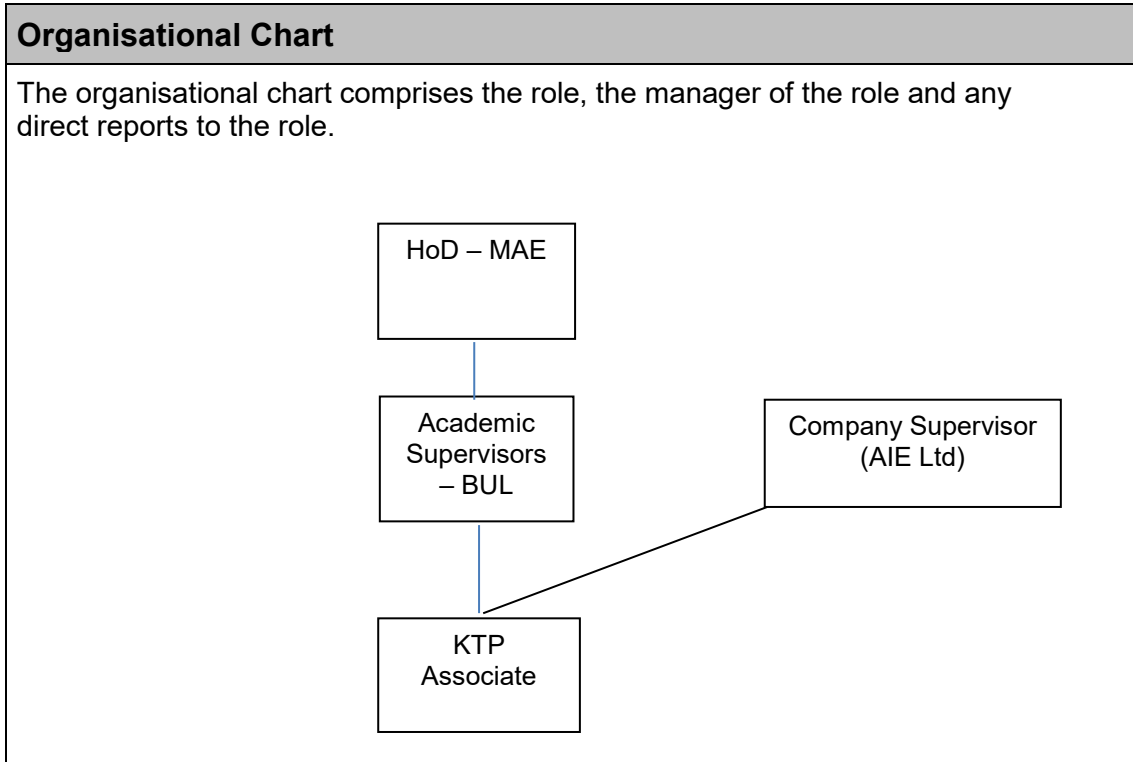 Organisational Chart
The organisational chart comprises the role, the manager of the role and any
direct reports to the role.
HoD – MAE
Academic
Supervisors
– BUL
Company Supervisor
(AIE Ltd)
KTP
Associate